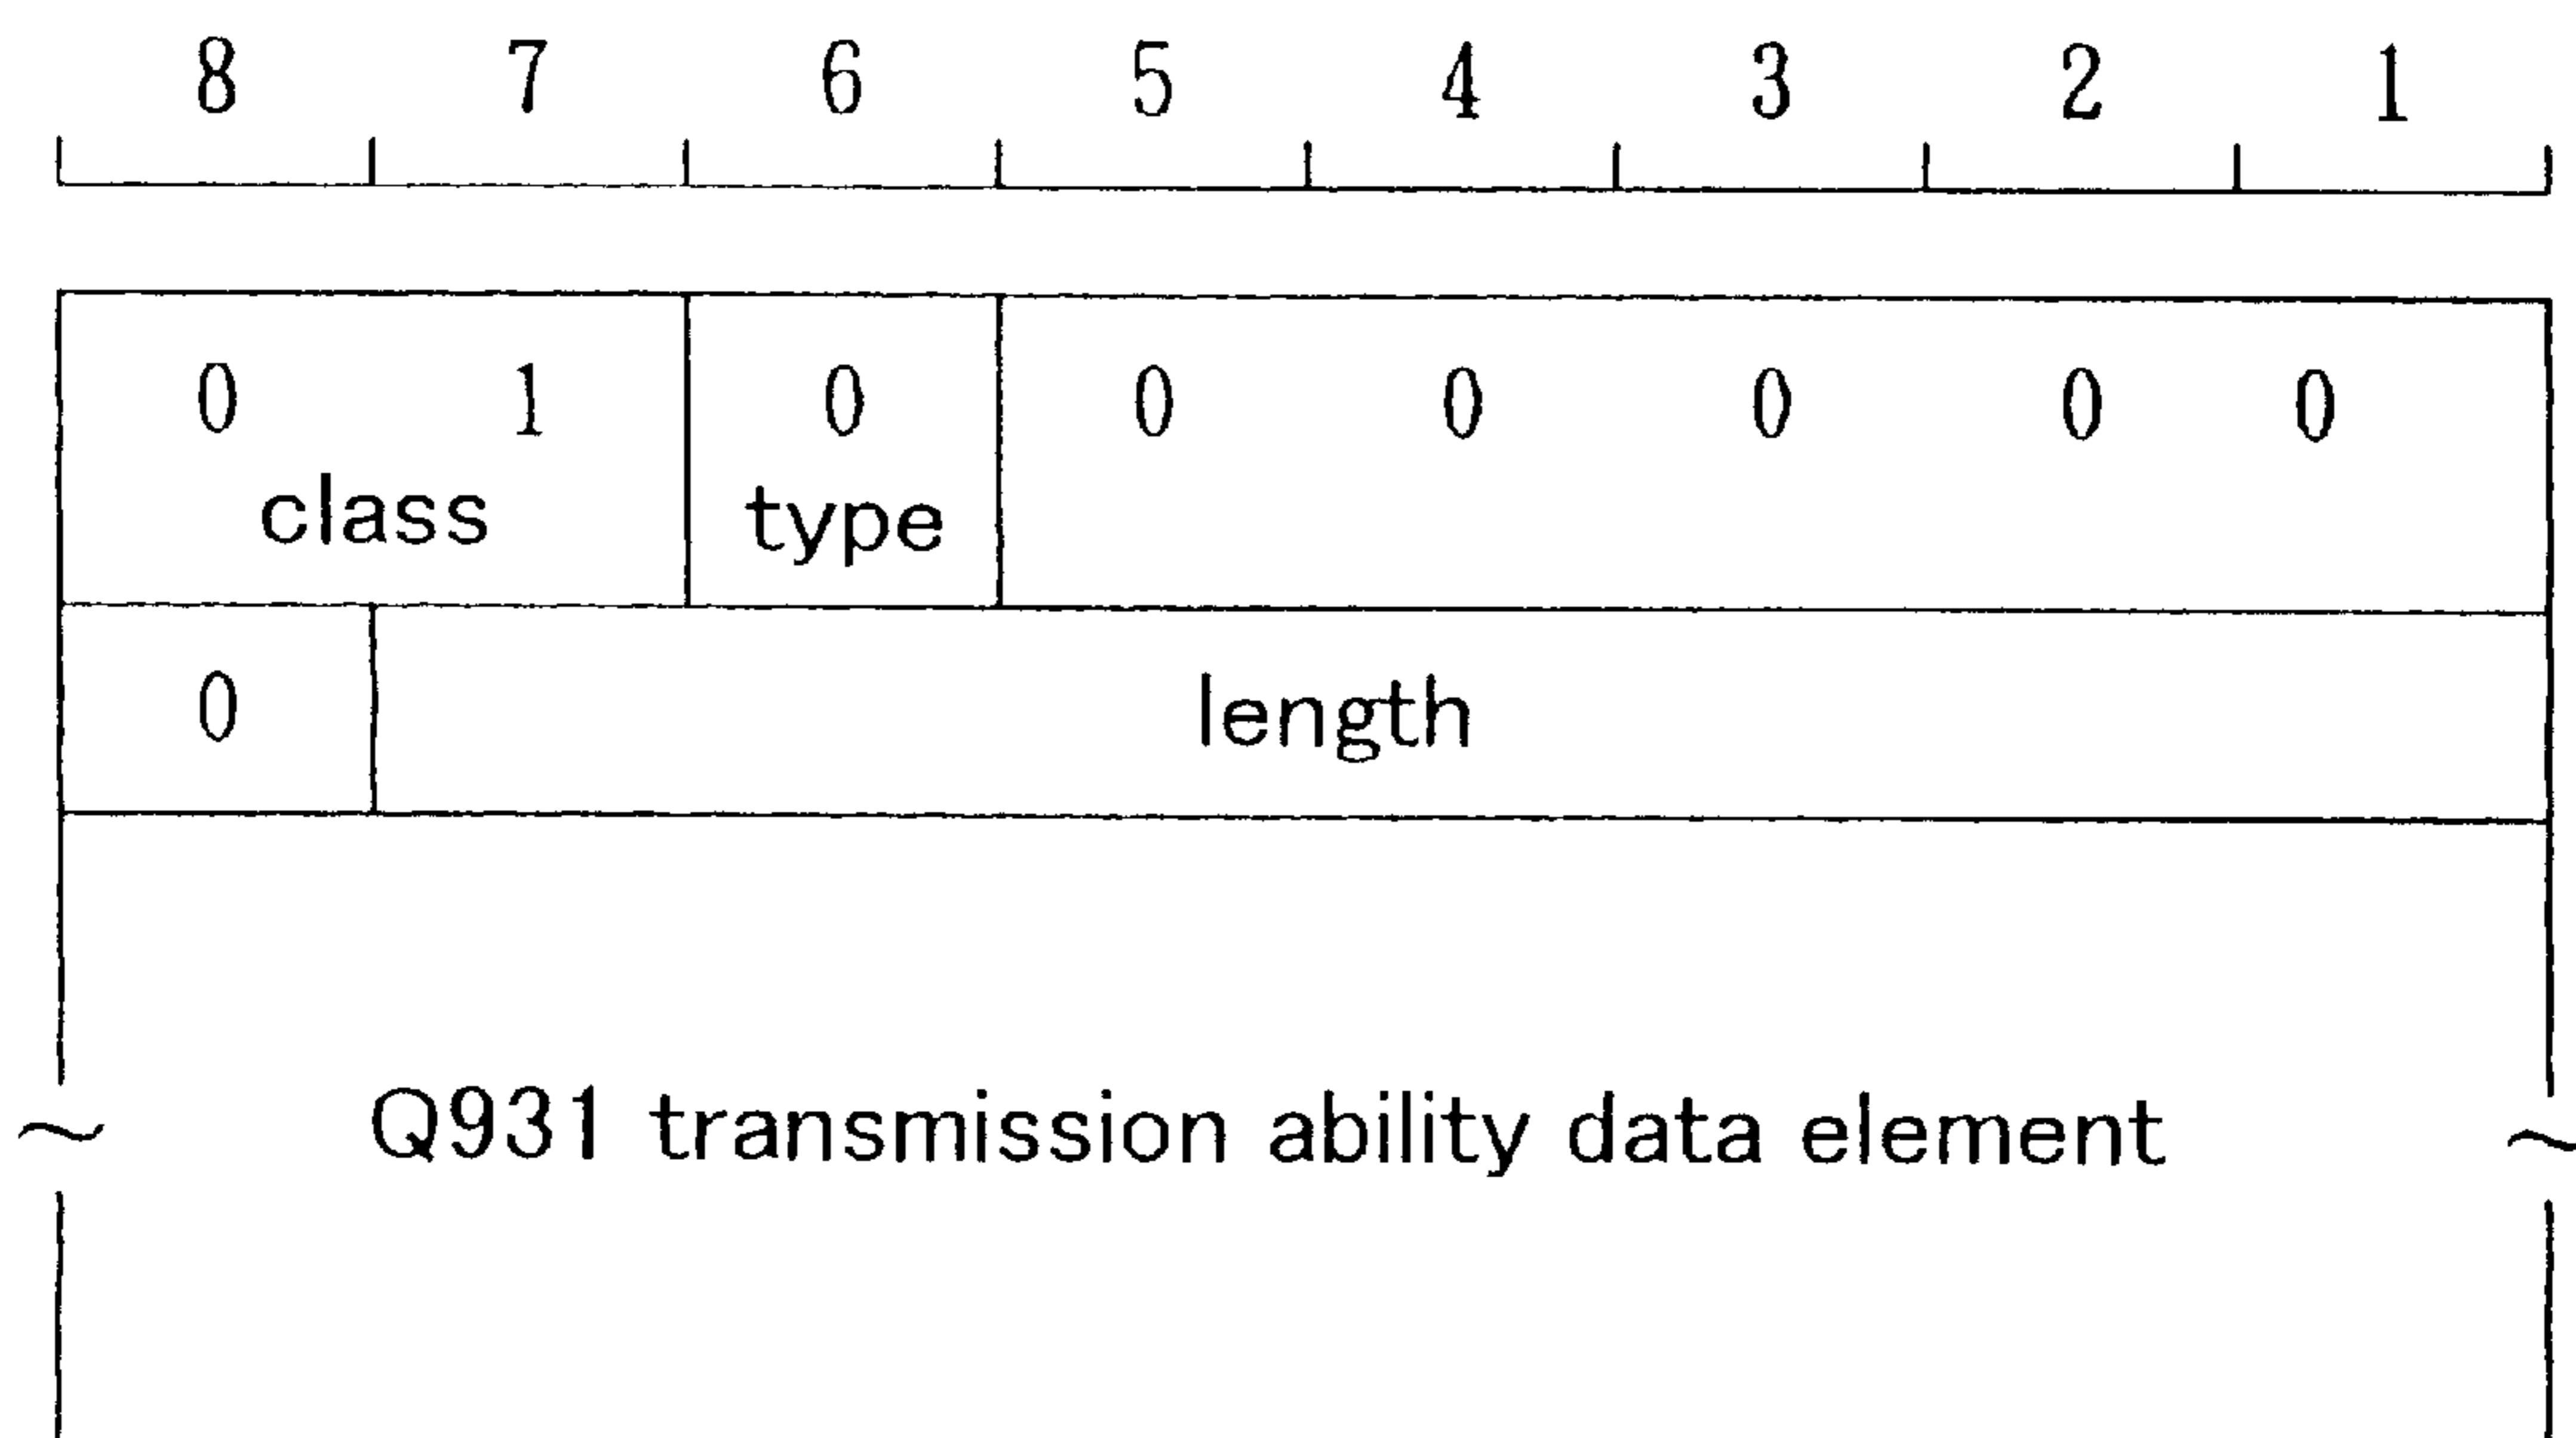 8 7 6 5 4 3 2 1
0 1 0 0 0 0 0 0
class type
0 length
Q931 transmission ability data element